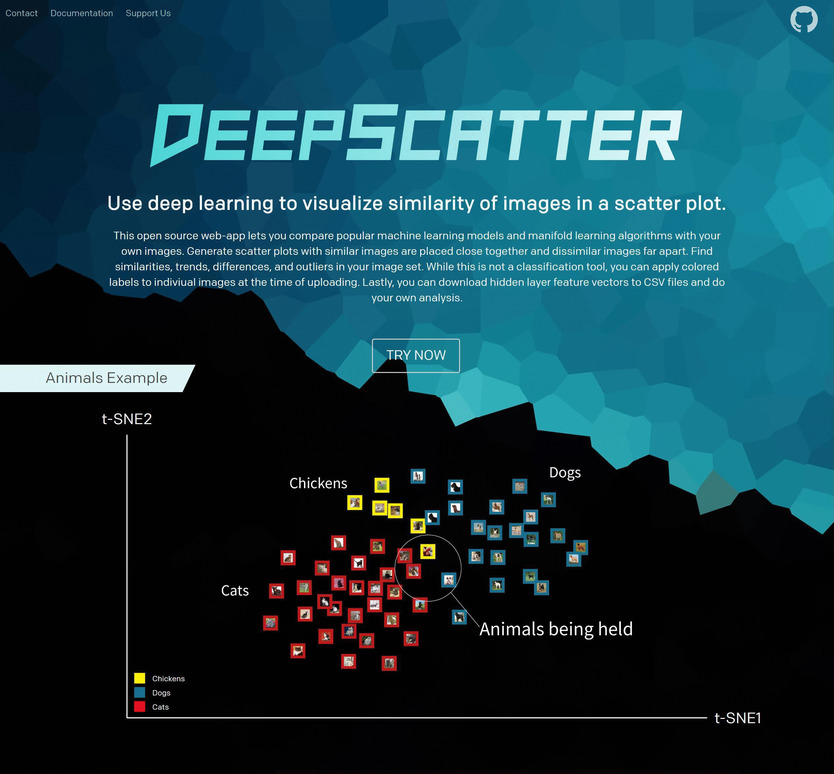 Contact Documentation Support Us
DEEPSCATTER
Use deep learning to visualize similarity of images in a scatter plot.
This open source web-app lets you compare popular machine learning models and manifold learning algorithms with your
own images. Generate scatter plots with similar images are placed close together and dissimilar images far apart. Find
similarities, trends, differences, and outliers in your image set. While this is not a classification tool, you can apply colored
labels to indiviual images at the time of uploading. Lastly, you can download hidden layer feature vectors to CSV files and do
your own analysis.
TRY NOW
Animals Example
t-SNE2
Chickens
Dogs
Cats
Animals being held
Chickens
Dogs
Cats
t-SNE1